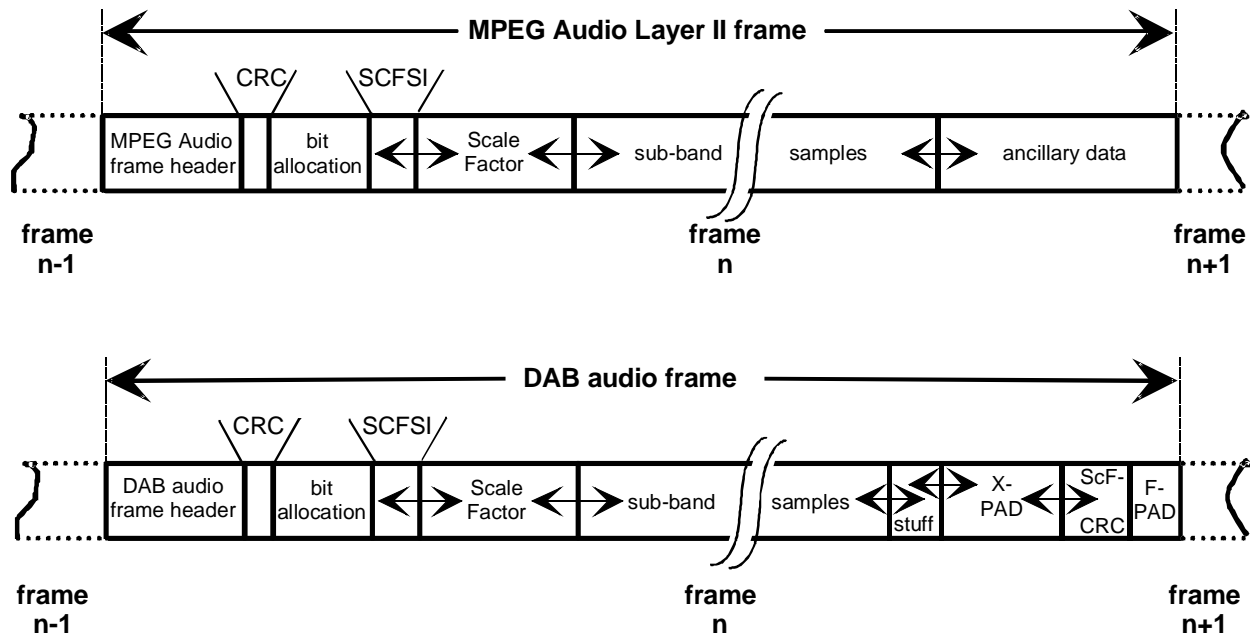 MPEG Audio Layer II frame
CRC
SCFSI
MPEG Audio
frame header
bit
allocation
Scale
Factor
sub-band
samples
ancillary data
frame
n-1
frame
n
frame
n+1
DAB audio frame
CRC
SCFSI
DAB audio
frame header
bit
allocation
Scale
Factor
sub-band
samples
stuff
X-
PAD
ScF-
CRC
F-
PAD
frame
n-1
frame
n
frame
n+1